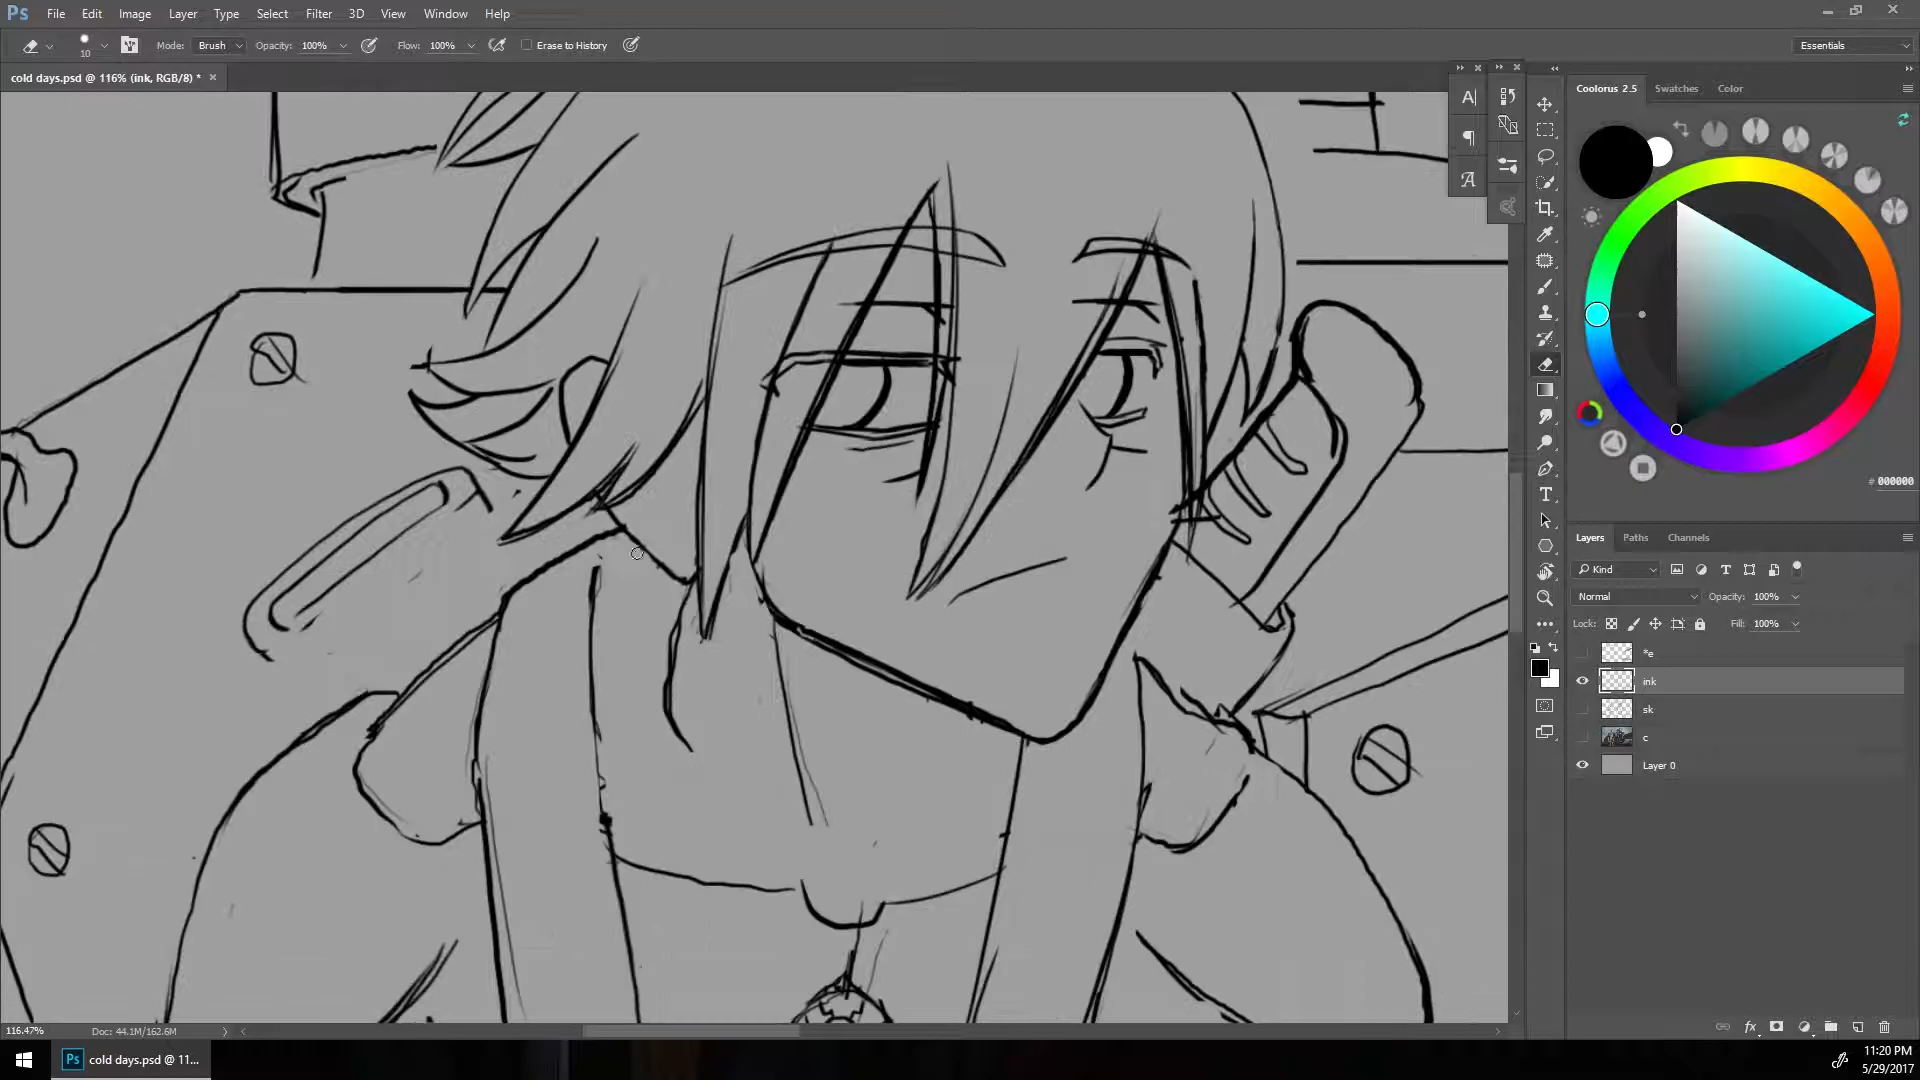 Ps File Edit Image Layer Type Select Filter 3D View Window Help
10 Mode: Brush Opacity: 100% Flow: 100% Erase to History Essentials
cold days.psd @ 116% (ink, RGB/8) * ×
Coolorus 2.5 Swatches Color
# 000000
Layers Paths Channels
Kind
Normal Opacity: 100%
Lock: Fill: 100%
*e
ink
sk
c
Layer 0
116.47% Doc: 44.1M/162.6M
Ps cold days.psd @ 11...
11:20 PM
5/29/2017